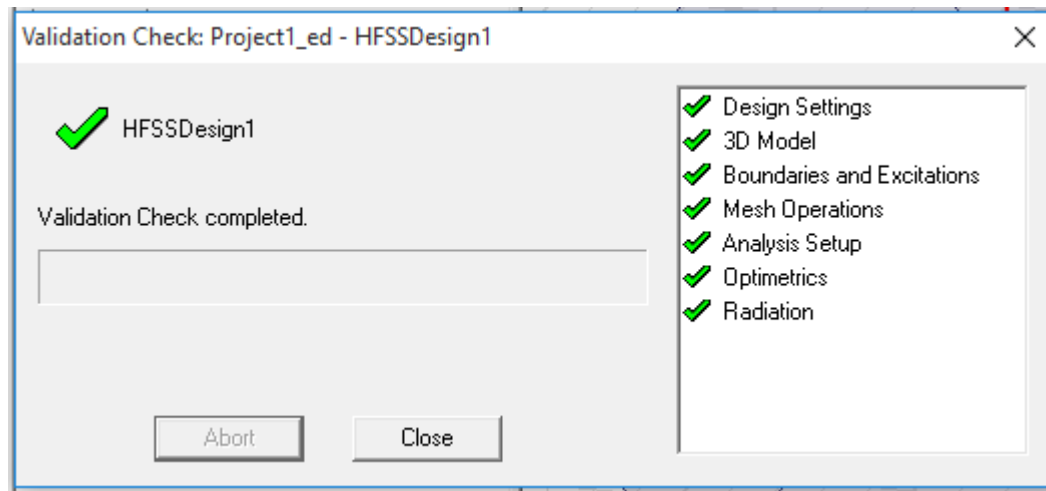 Validation Check: Project1_ed - HFSSDesign1
HFSSDesign1
Validation Check completed.
Abort
Close
Design Settings
3D Model
Boundaries and Excitations
Mesh Operations
Analysis Setup
Optimetrics
Radiation